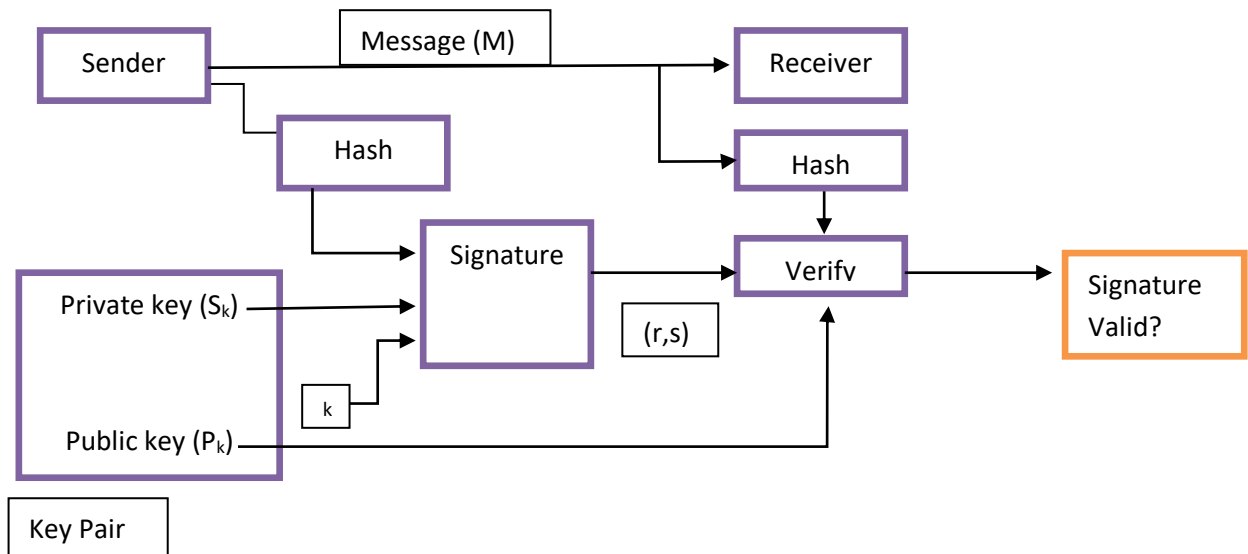 Message (M)
Sender
Receiver
Hash
Hash
Signature
Verify
Private key (Sk)
(r,s)
Signature
Valid?
k
Public key (Pk)
Key Pair